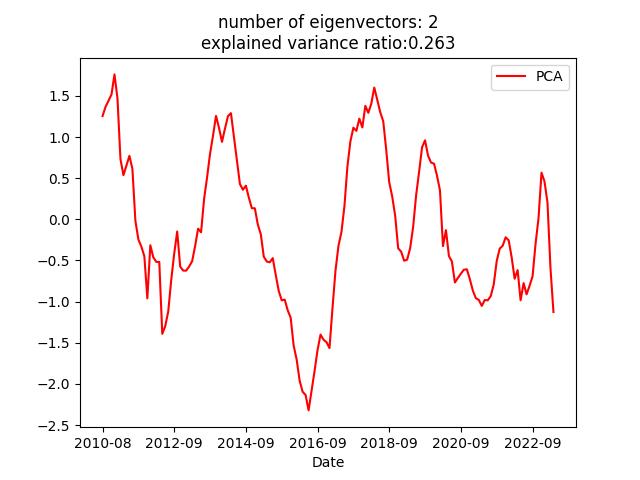 number of eigenvectors: 2
explained variance ratio:0.263
PCA
1.5
1.0
0.5
0.0
−0.5
−1.0
−1.5
−2.0
−2.5
2010-08 2012-09 2014-09 2016-09 2018-09 2020-09 2022-09
Date